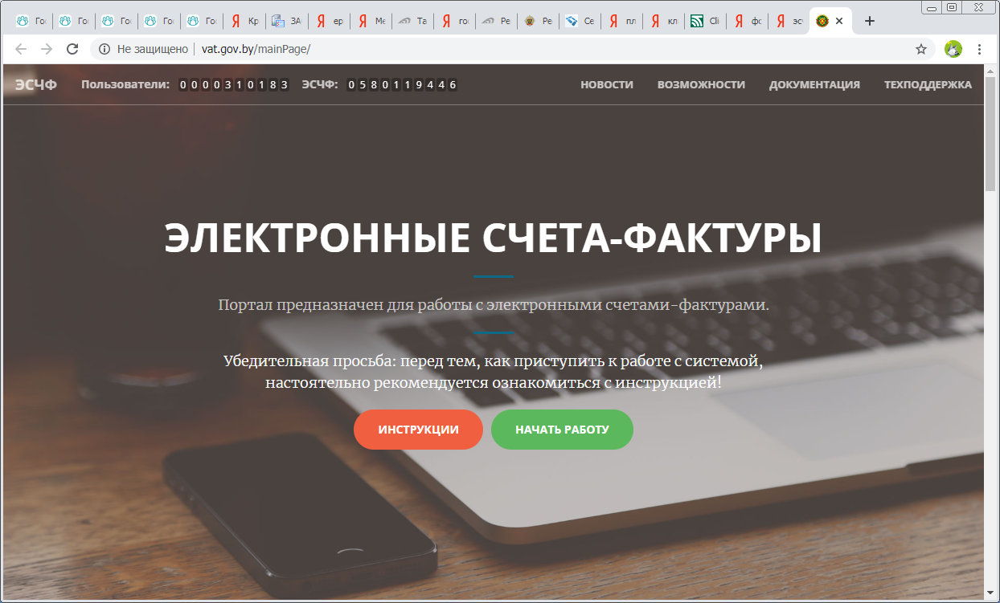 Го Го Го Го Го Кр ЗА ер Ме Та го Ре Ре Се пл кл Cli фо эс
Не защищено vat.gov.by/mainPage/
ЭСЧФ Пользователи: 0000310183 ЭСЧФ: 0580119446 НОВОСТИ ВОЗМОЖНОСТИ ДОКУМЕНТАЦИЯ ТЕХПОДДЕРЖКА
ЭЛЕКТРОННЫЕ СЧЕТА-ФАКТУРЫ
Портал предназначен для работы с электронными счетами-фактурами.
Убедительная просьба: перед тем, как приступить к работе с системой,
настоятельно рекомендуется ознакомиться с инструкцией!
ИНСТРУКЦИИ НАЧАТЬ РАБОТУ